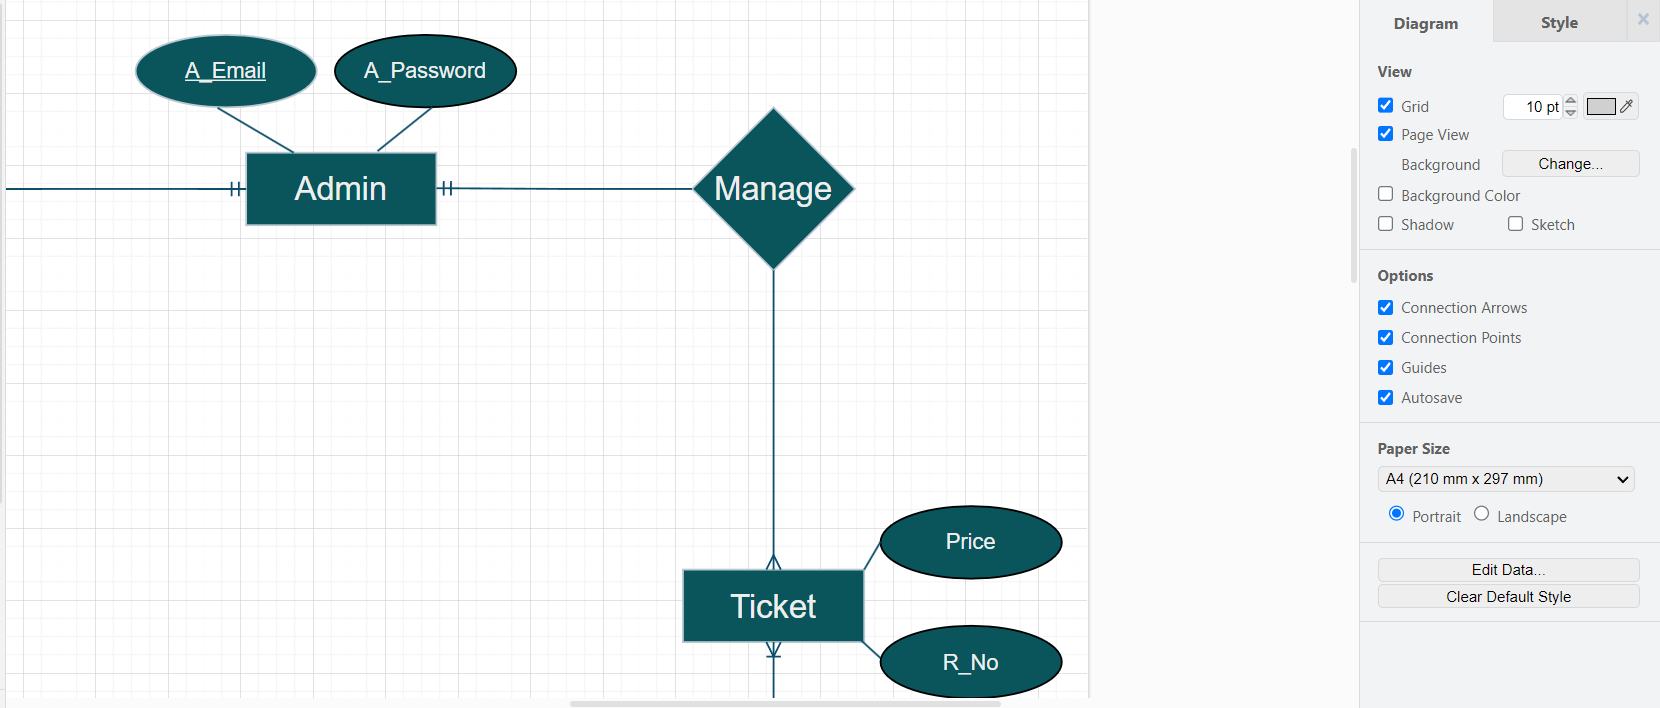 A_Email
A_Password
Admin
Manage
Price
Ticket
R_No
Diagram
Style
View
Grid
10 pt
Page View
Background
Change...
Background Color
Shadow
Sketch
Options
Connection Arrows
Connection Points
Guides
Autosave
Paper Size
A4 (210 mm x 297 mm)
Portrait
Landscape
Edit Data...
Clear Default Style